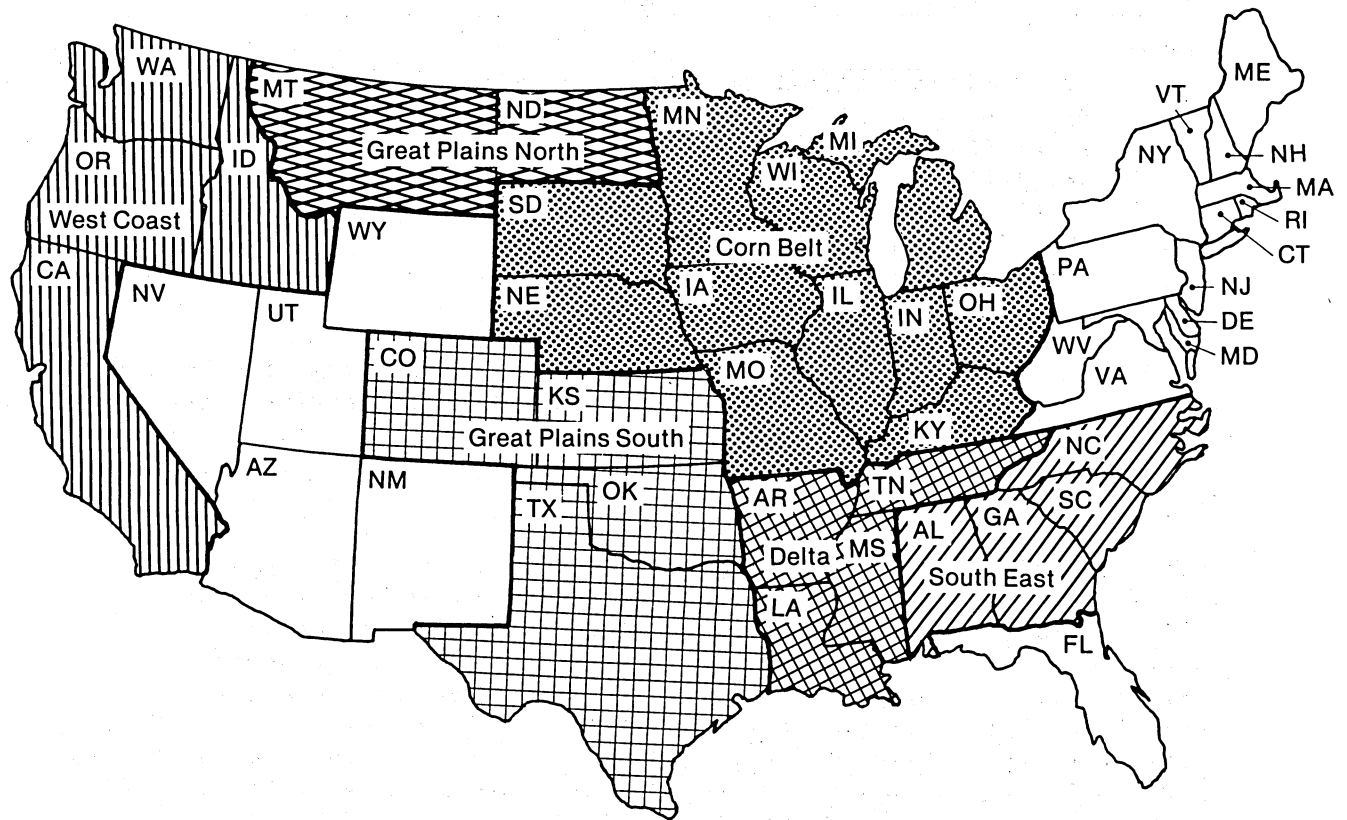 ME
WA
VT
MT
ND
MN
MI
NY
NH
OR
ID
Great Plains North
WI
MA
SD
RI
West Coast
WY
Corn Belt
CT
CA
PA
NV
NE
IA
IL
OH
NJ
UT
IN
DE
WV
MD
CO
MO
VA
KS
Great Plains South
KY
NC
AZ
NM
OK
TN
AR
SC
TX
GA
AL
Delta
MS
South East
LA
FL